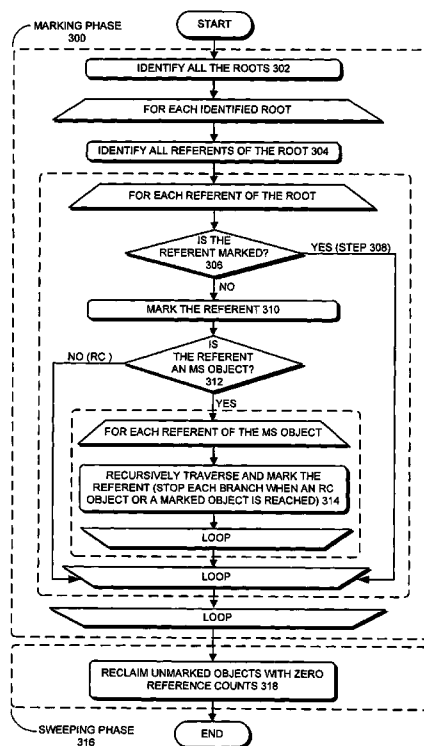 MARKING PHASE
300
START
IDENTIFY ALL THE ROOTS 302
FOR EACH IDENTIFIED ROOT
IDENTIFY ALL REFERENTS OF THE ROOT 304
FOR EACH REFERENT OF THE ROOT
IS THE
REFERENT MARKED?
306
YES (STEP 308)
NO
MARK THE REFERENT 310
IS
THE REFERENT
AN MS OBJECT?
312
NO (RC )
YES
FOR EACH REFERENT OF THE MS OBJECT
RECURSIVELY TRAVERSE AND MARK THE
REFERENT (STOP EACH BRANCH WHEN AN RC
OBJECT OR A MARKED OBJECT IS REACHED) 314
LOOP
LOOP
LOOP
RECLAIM UNMARKED OBJECTS WITH ZERO
REFERENCE COUNTS 318
SWEEPING PHASE
316
END